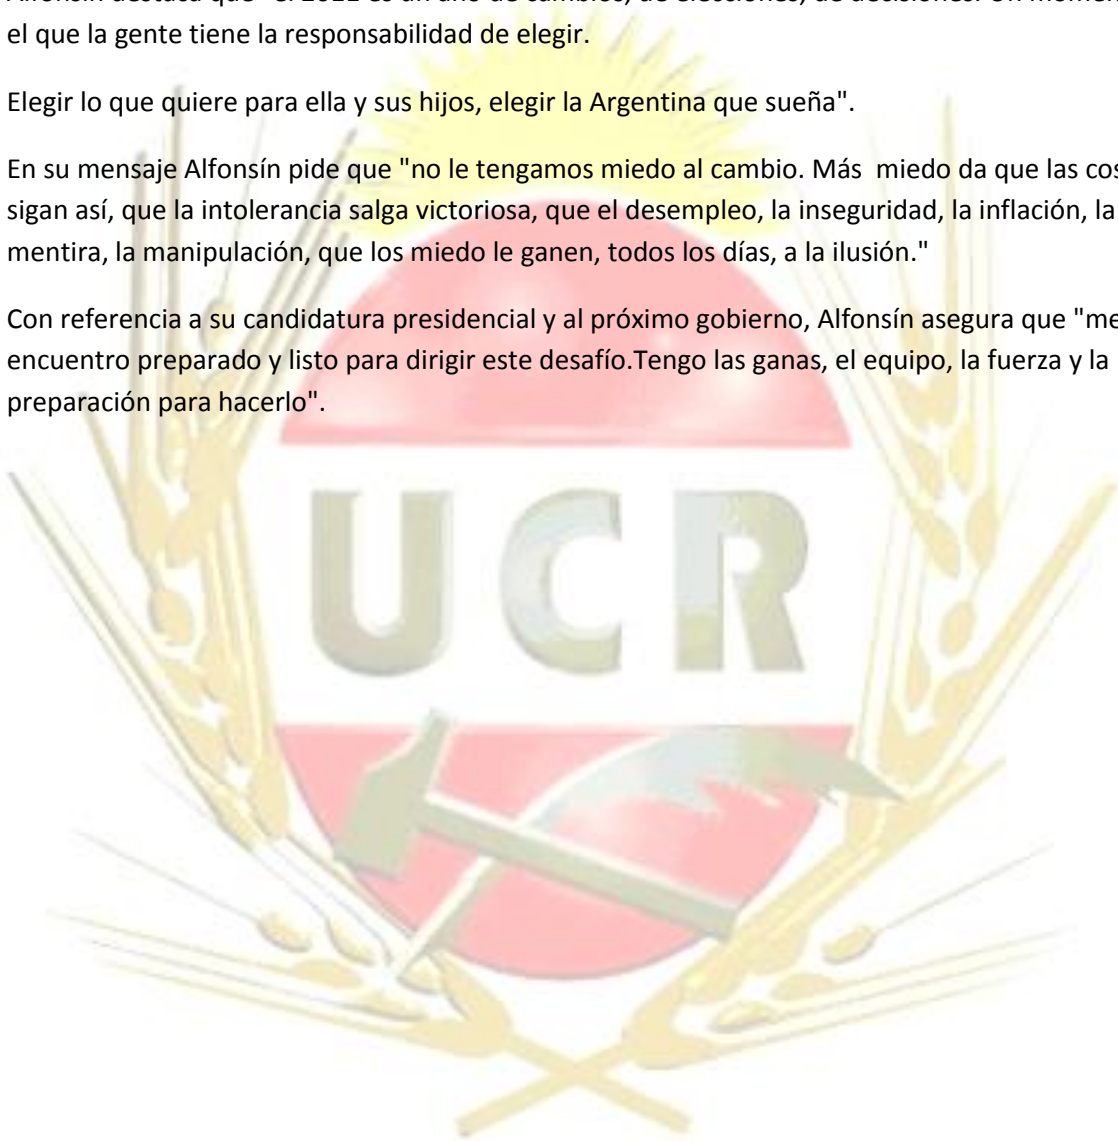 el que la gente tiene la responsabilidad de elegir.
Elegir lo que quiere para ella y sus hijos, elegir la Argentina que sueña".
En su mensaje Alfonsín pide que "no le tengamos miedo al cambio. Más  miedo da que las cos
sigan así, que la intolerancia salga victoriosa, que el desempleo, la inseguridad, la inflación, la
mentira, la manipulación, que los miedo le ganen, todos los días, a la ilusión."
Con referencia a su candidatura presidencial y al próximo gobierno, Alfonsín asegura que "me
encuentro preparado y listo para dirigir este desafío.Tengo las ganas, el equipo, la fuerza y la
preparación para hacerlo".
UCR